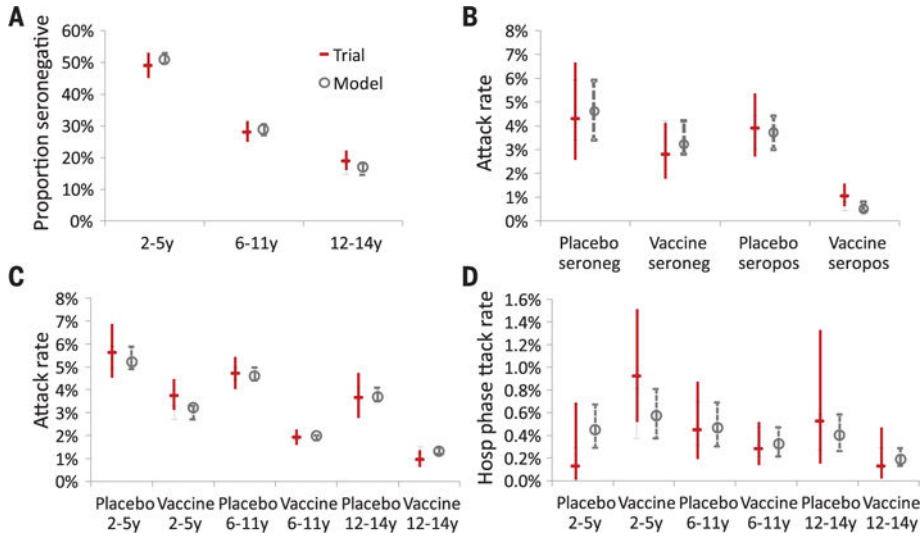 A
Proportion seronegative
60%
50%
40%
30%
20%
10%
0%
2-5y
6-11y
12-14y
Trial
Model
B
Attack rate
8%
7%
6%
5%
4%
3%
2%
1%
0%
Placebo seroneg
Vaccine seroneg
Placebo seropos
Vaccine seropos
C
Attack rate
8%
7%
6%
5%
4%
3%
2%
1%
0%
Placebo Vaccine Placebo Vaccine Placebo Vaccine
2-5y 2-5y 6-11y 6-11y 12-14y 12-14y
D
Hosp phase ttack rate
1.6%
1.4%
1.2%
1.0%
0.8%
0.6%
0.4%
0.2%
0.0%
Placebo Vaccine Placebo Vaccine Placebo Vaccine
2-5y 2-5y 6-11y 6-11y 12-14y 12-14y